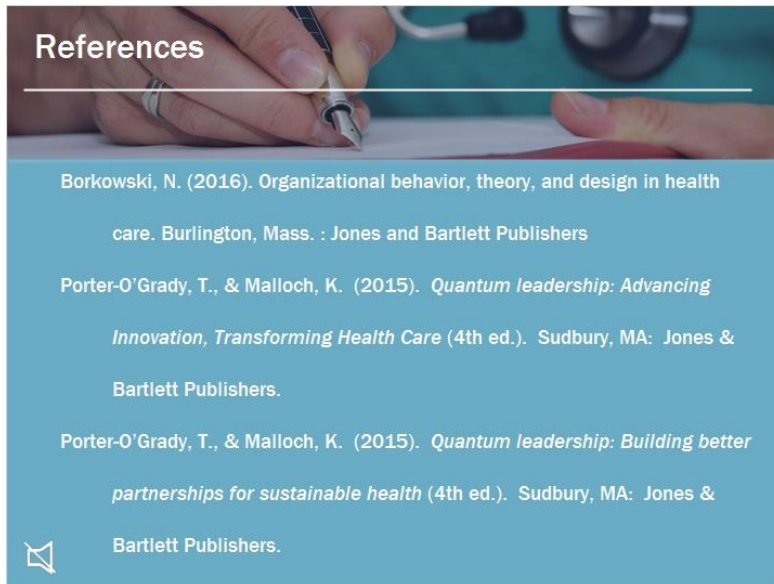 References
Borkowski, N. (2016). Organizational behavior, theory, and design in health
care. Burlington, Mass. : Jones and Bartlett Publishers
Porter-O'Grady, T., & Malloch, K. (2015). Quantum leadership: Advancing
Innovation, Transforming Health Care (4th ed.). Sudbury, MA: Jones &
Bartlett Publishers.
Porter-O'Grady, T., & Malloch, K. (2015). Quantum leadership: Building better
partnerships for sustainable health (4th ed.). Sudbury, MA: Jones &
Bartlett Publishers.